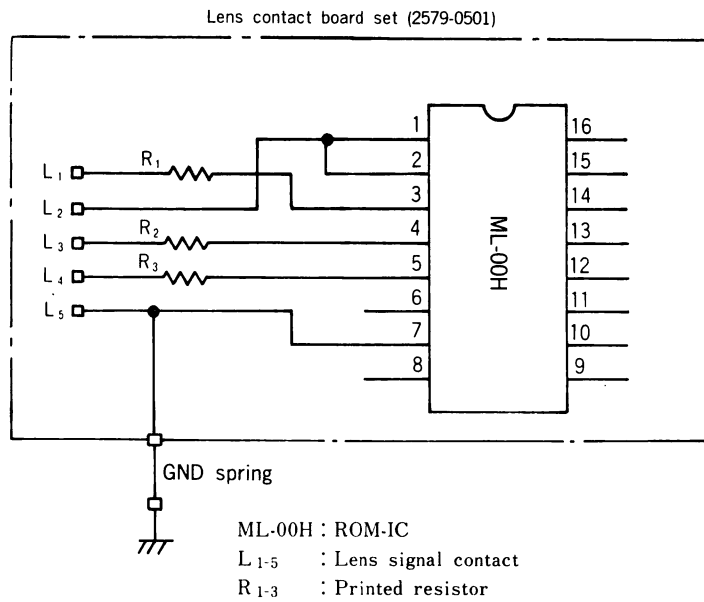 Lens contact board set (2579-0501)
1 16
L1 R1 2 15
L2 3 14
L3 R2 4 13
L4 R3 5 12
L5 6 11
7 10
8 9
ML-00H
GND spring
ML-00H : ROM-IC
L1-5 : Lens signal contact
R1-3 : Printed resistor